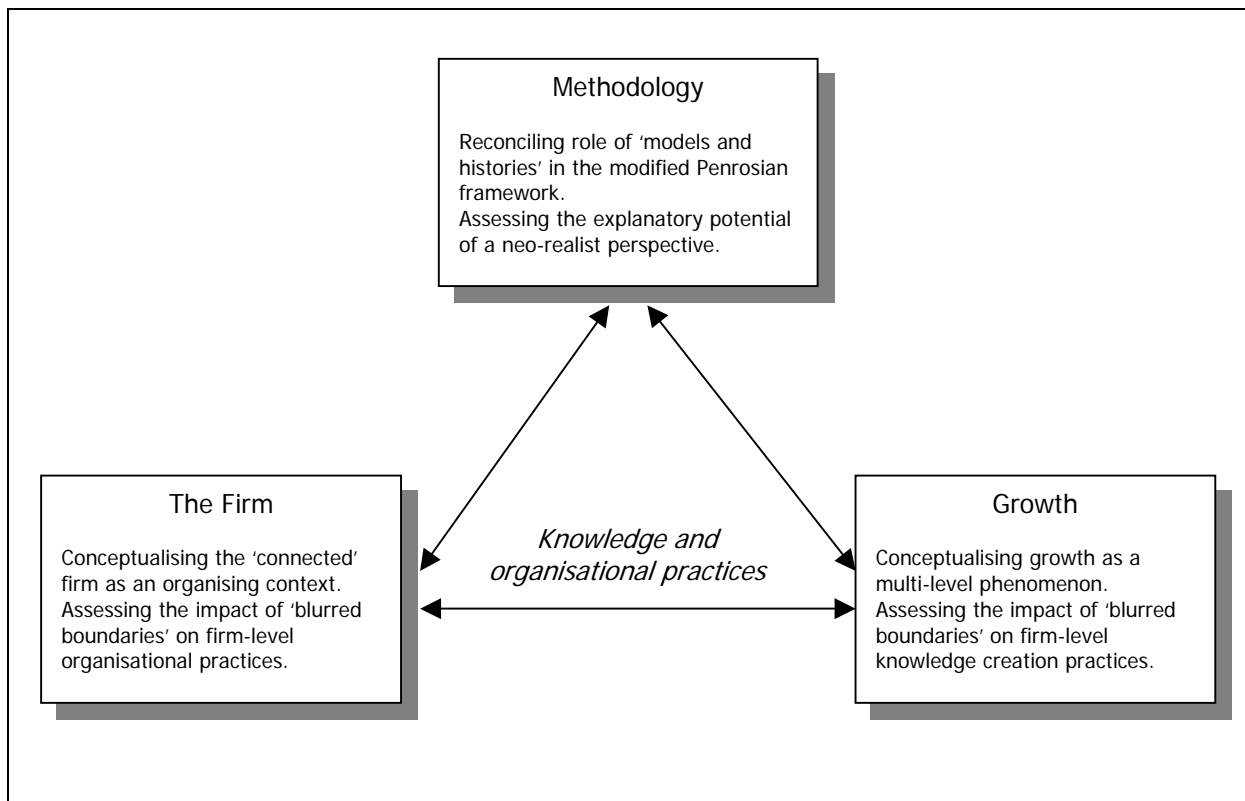 Methodology
Reconciling role of ‘models and
histories’ in the modified Penrosian
framework.
Assessing the explanatory potential
of a neo-realist perspective.
The Firm
Conceptualising the ‘connected’
firm as an organising context.
Assessing the impact of ‘blurred
boundaries’ on firm-level
organisational practices.
Knowledge and
organisational practices
Growth
Conceptualising growth as a
multi-level phenomenon.
Assessing the impact of ‘blurred
boundaries’ on firm-level
knowledge creation practices.